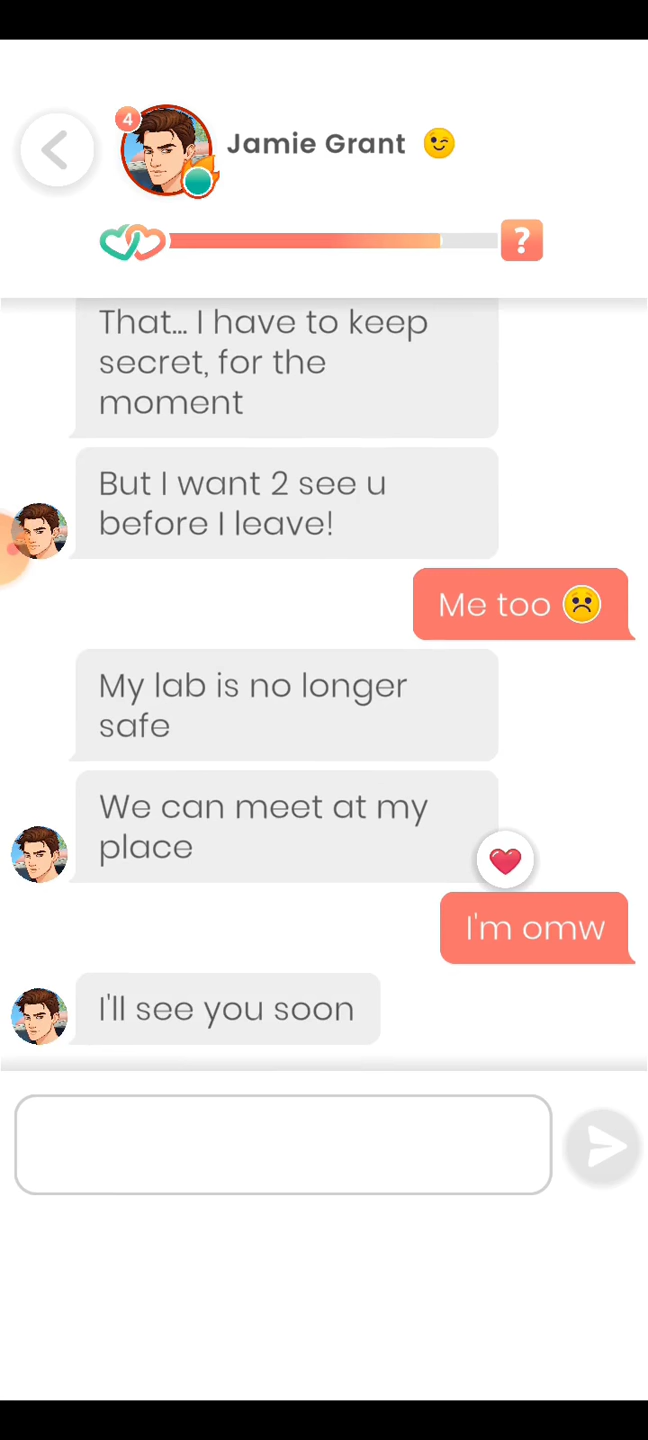 4
Jamie Grant 😉
?
That... I have to keep
secret, for the
moment
But I want 2 see u
before I leave!
Me too ☹️
My lab is no longer
safe
We can meet at my
place
I'm omw
I'll see you soon